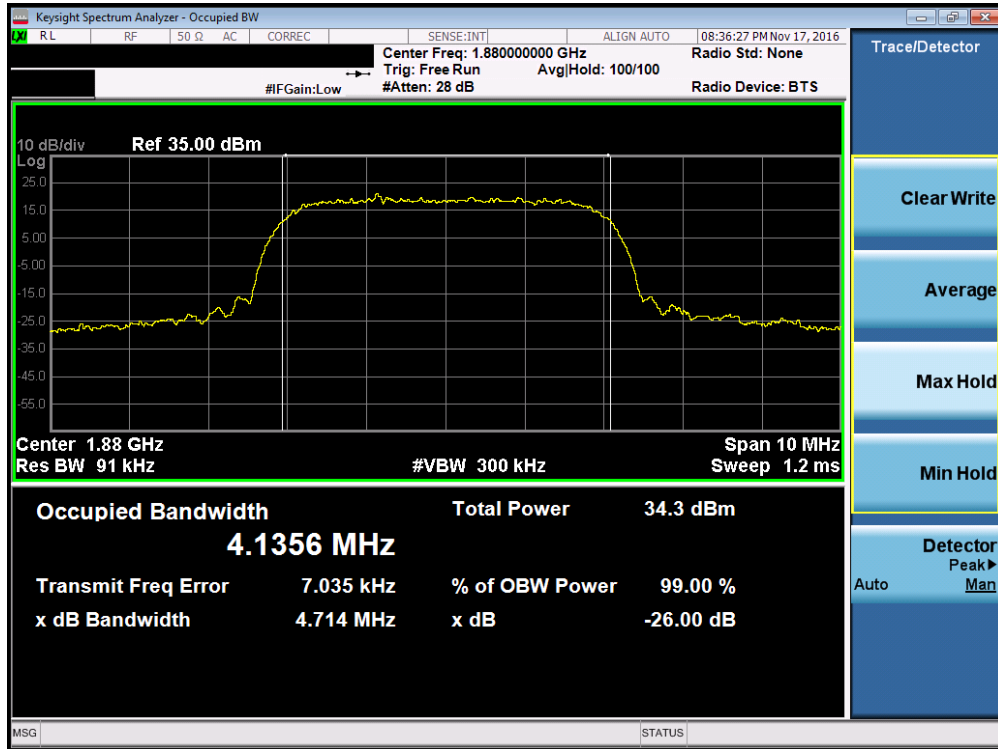 Keysight Spectrum Analyzer - Occupied BW
LXI RL RF 50 Ω AC CORREC SENSE:INT ALIGN AUTO 08:36:27 PM Nov 17, 2016
Center Freq: 1.880000000 GHz Radio Std: None
Trig: Free Run Avg|Hold: 100/100
#IFGain:Low #Atten: 28 dB Radio Device: BTS
10 dB/div Ref 35.00 dBm
Log
25.0
15.0
5.00
-5.00
-15.0
-25.0
-35.0
-45.0
-55.0
Center 1.88 GHz Span 10 MHz
Res BW 91 kHz #VBW 300 kHz Sweep 1.2 ms
Occupied Bandwidth Total Power 34.3 dBm
4.1356 MHz
Transmit Freq Error 7.035 kHz % of OBW Power 99.00 %
x dB Bandwidth 4.714 MHz x dB -26.00 dB
MSG STATUS
Trace/Detector
Clear Write
Average
Max Hold
Min Hold
Detector
Peak▶
Auto Man